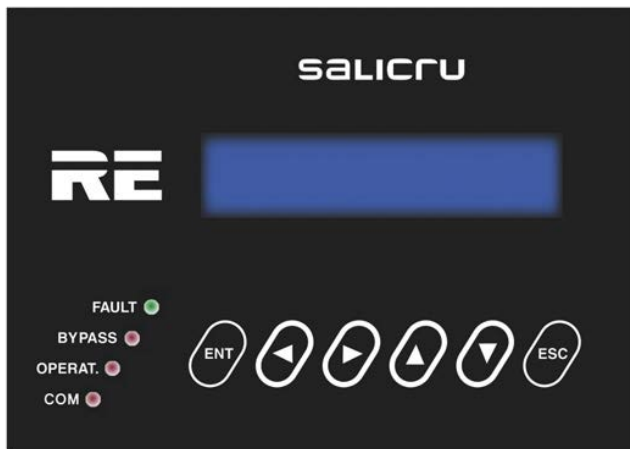 salicru
RE
FAULT
BYPASS
OPERAT.
COM
ENT
ESC